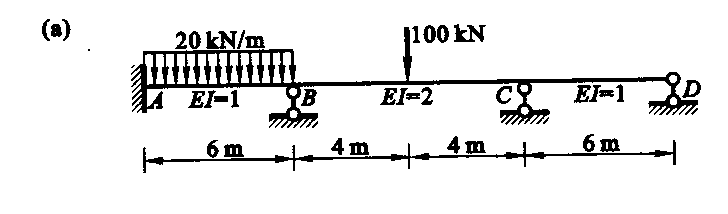 (a)
20 kN/m
100 kN
A EI=1 B EI=2 C EI=1 D
6 m 4 m 4 m 6 m